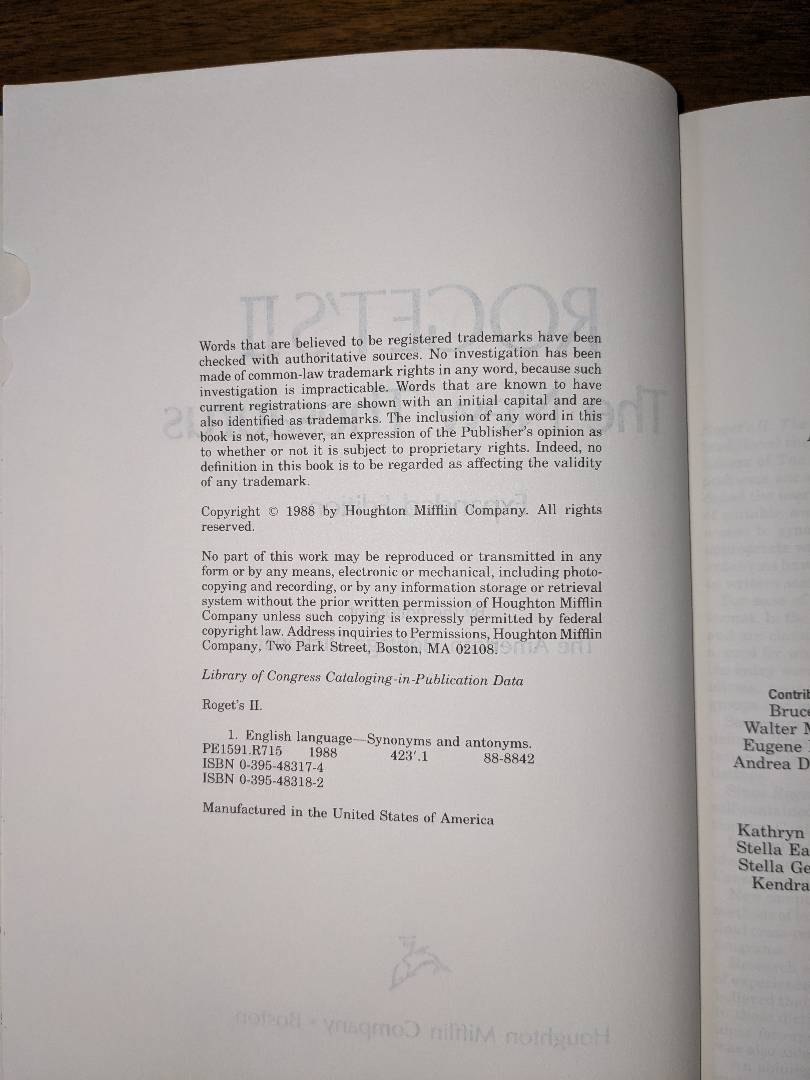 Words that are believed to be registered trademarks have been
checked with authoritative sources. No investigation has been
made of common-law trademark rights in any word, because such
investigation is impracticable. Words that are known to have
current registrations are shown with an initial capital and are
also identified as trademarks. The inclusion of any word in this
book is not, however, an expression of the Publisher's opinion as
to whether or not it is subject to proprietary rights. Indeed, no
definition in this book is to be regarded as affecting the validity
of any trademark.
Copyright © 1988 by Houghton Mifflin Company. All rights
reserved.
No part of this work may be reproduced or transmitted in any
form or by any means, electronic or mechanical, including photo-
copying and recording, or by any information storage or retrieval
system without the prior written permission of Houghton Mifflin
Company unless such copying is expressly permitted by federal
copyright law. Address inquiries to Permissions, Houghton Mifflin
Company, Two Park Street, Boston, MA 02108.
Library of Congress Cataloging-in-Publication Data
Roget's II.
1. English language—Synonyms and antonyms.
PE1591.R715 1988 423'.1 88-8842
ISBN 0-395-48317-4
ISBN 0-395-48318-2
Manufactured in the United States of America
Contrib
Bruce
Walter
Eugene
Andrea D
Kathryn
Stella Ea
Stella Ge
Kendra